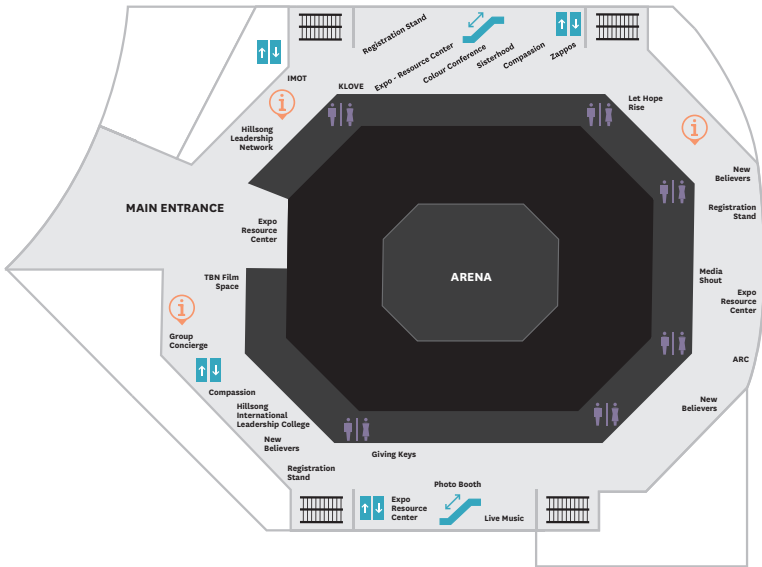 Registration Stand
Expo - Resource Center
Colour Conference
Sisterhood
Compassion
Zappos
IMOT
KLOVE
Let Hope
Rise
Hillsong
Leadership
Network
New
Believers
MAIN ENTRANCE
Registration
Stand
Expo
Resource
Center
TBN Film
Space
ARENA
Media
Shout
Expo
Resource
Center
Group
Concierge
ARC
Compassion
Hillsong
International
Leadership College
New
Believers
New
Believers
Registration
Stand
Giving Keys
Photo Booth
Expo
Resource
Center
Live Music